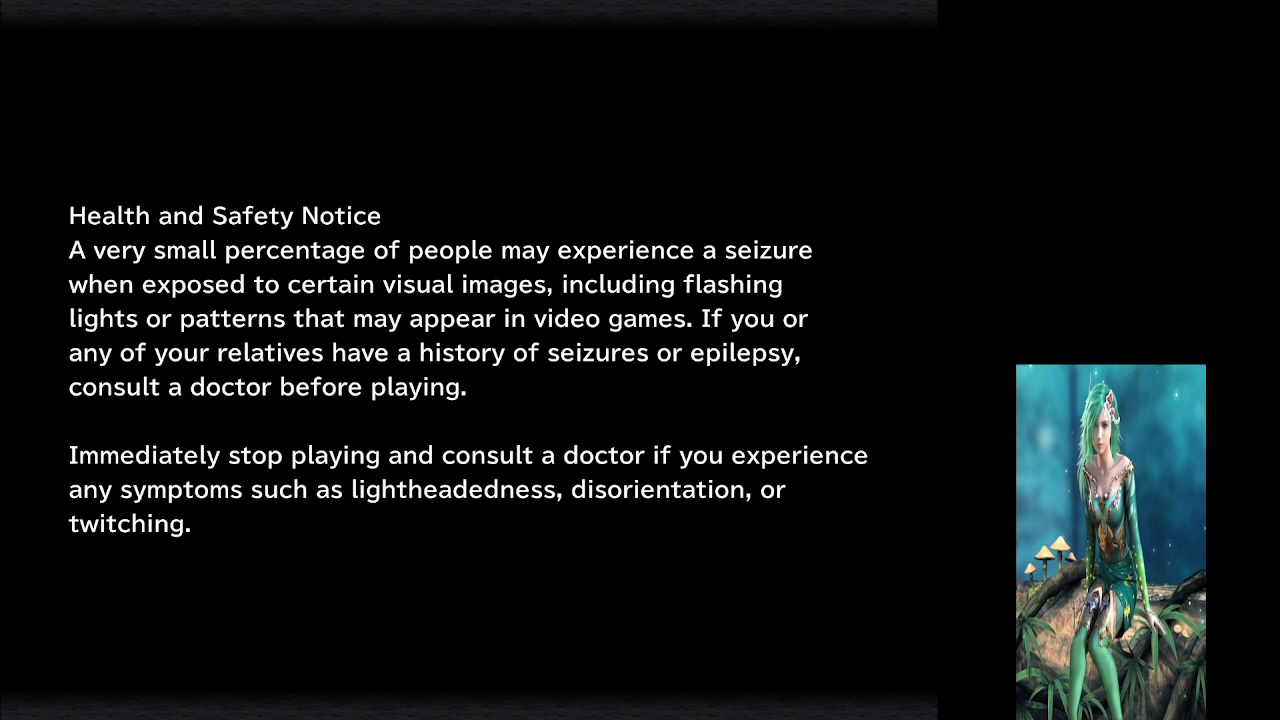 Health and Safety Notice
A very small percentage of people may experience a seizure
when exposed to certain visual images, including flashing
lights or patterns that may appear in video games. If you or
any of your relatives have a history of seizures or epilepsy,
consult a doctor before playing.
Immediately stop playing and consult a doctor if you experience
any symptoms such as lightheadedness, disorientation, or
twitching.